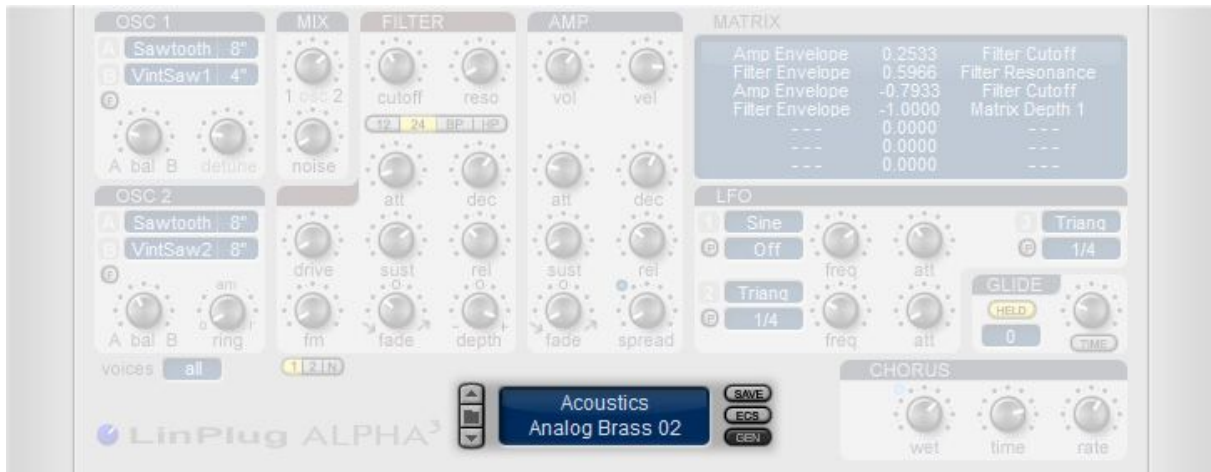 OSC 1
A Sawtooth 8"
B VintSaw1 4"
F
A bal B detune
MIX
1 osc 2
noise
FILTER
cutoff reso
12 24 BP HP
att dec
sust rel
fade depth
AMP
vol vel
att dec
sust rel
fade spread
MATRIX
Amp Envelope 0.2533 Filter Cutoff
Filter Envelope 0.5966 Filter Resonance
Amp Envelope -0.7933 Filter Cutoff
Filter Envelope -1.0000 Matrix Depth 1
--- 0.0000 ---
--- 0.0000 ---
--- 0.0000 ---
OSC 2
A Sawtooth 8"
B VintSaw2 8"
F
am
A bal B ring
drive
fm
voices all
1 2 N
LFO
1 Sine
P Off
freq att
2 Triang
P 1/4
freq att
3 Triang
P 1/4
GLIDE
HELD
0
TIME
LinPlug ALPHA³
Acoustics
Analog Brass 02
SAVE
ECS
GEN
CHORUS
wet time rate